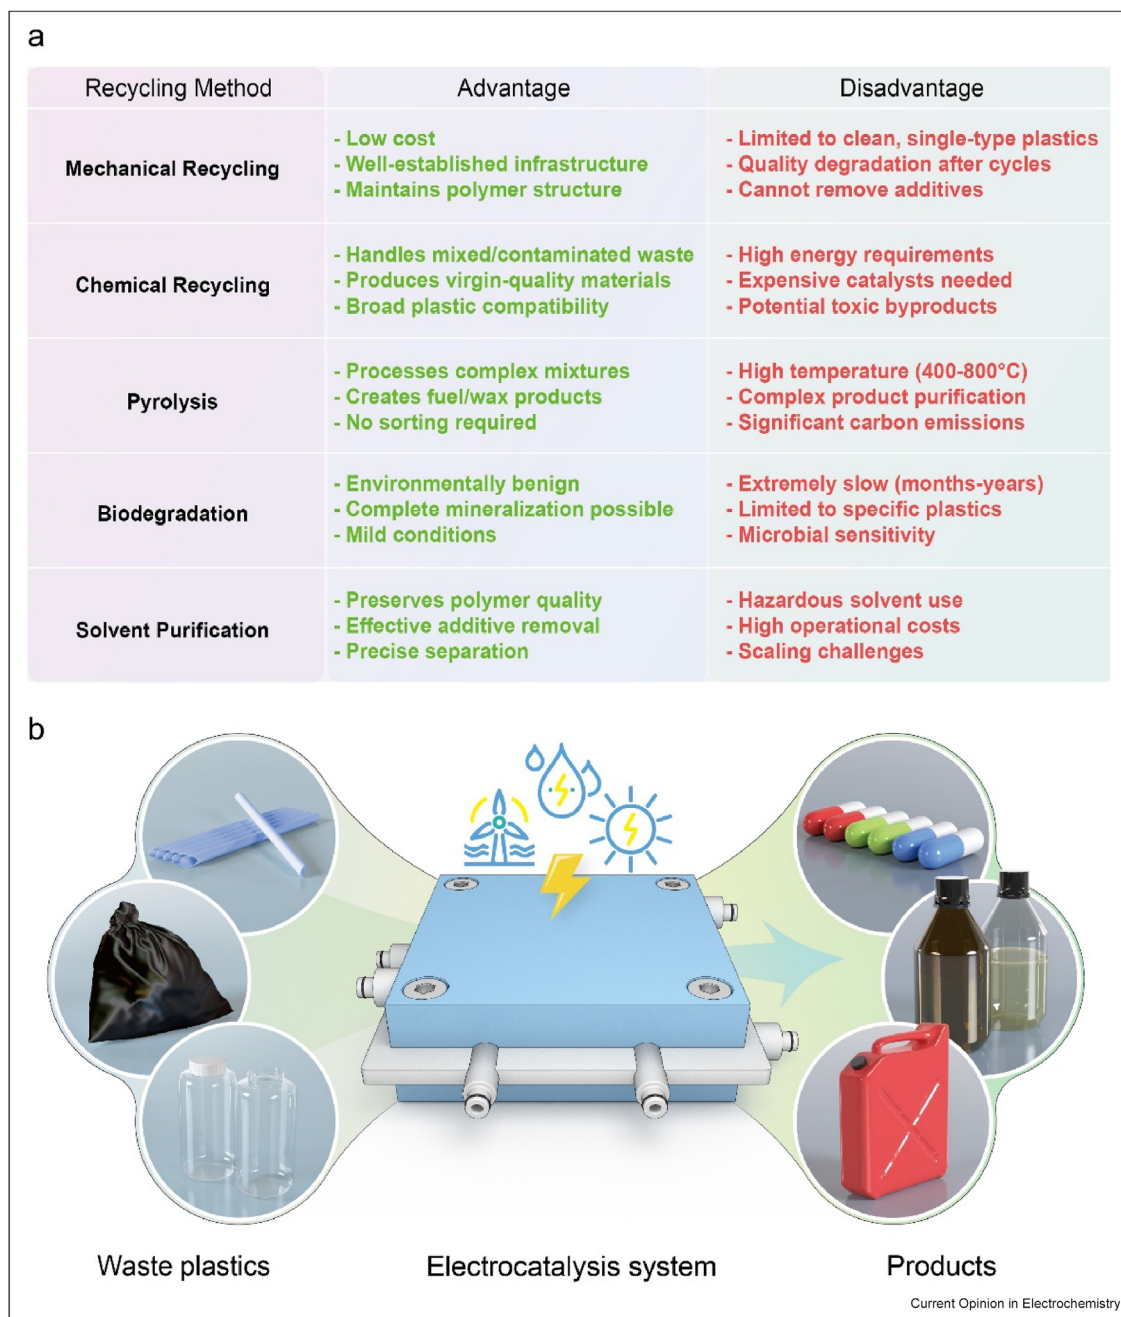 a
Recycling Method Advantage Disadvantage
Mechanical Recycling
- Low cost
- Well-established infrastructure
- Maintains polymer structure
- Limited to clean, single-type plastics
- Quality degradation after cycles
- Cannot remove additives
Chemical Recycling
- Handles mixed/contaminated waste
- Produces virgin-quality materials
- Broad plastic compatibility
- High energy requirements
- Expensive catalysts needed
- Potential toxic byproducts
Pyrolysis
- Processes complex mixtures
- Creates fuel/wax products
- No sorting required
- High temperature (400-800°C)
- Complex product purification
- Significant carbon emissions
Biodegradation
- Environmentally benign
- Complete mineralization possible
- Mild conditions
- Extremely slow (months-years)
- Limited to specific plastics
- Microbial sensitivity
Solvent Purification
- Preserves polymer quality
- Effective additive removal
- Precise separation
- Hazardous solvent use
- High operational costs
- Scaling challenges
b
Waste plastics
Electrocatalysis system
Products
Current Opinion in Electrochemistry